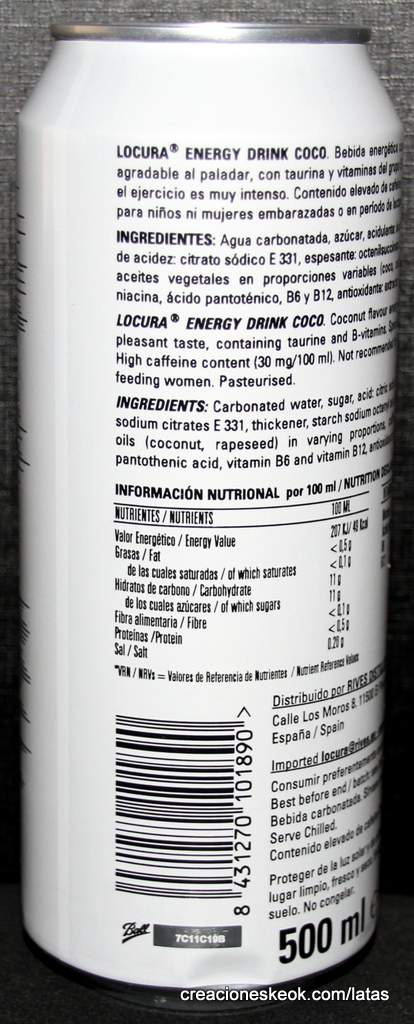 LOCURA® ENERGY DRINK COCO. Bebida energética
agradable al paladar, con taurina y vitaminas del grupo
el ejercicio es muy intenso. Contenido elevado de
para niños ni mujeres embarazadas o en período de
INGREDIENTES: Agua carbonatada, azúcar, acidulante
de acidez: citrato sódico E 331, espesante:
aceites vegetales en proporciones variables (coco,
niacina, ácido pantoténico, B6 y B12, antioxidante:
LOCURA® ENERGY DRINK COCO. Coconut flavour
pleasant taste, containing taurine and B-vitamins.
High caffeine content (30 mg/100 ml). Not recommended
feeding women. Pasteurised.
INGREDIENTS: Carbonated water, sugar, acid: citric
sodium citrates E 331, thickener, starch sodium
oils (coconut, rapeseed) in varying proportions,
pantothenic acid, vitamin B6 and vitamin B12,
INFORMACIÓN NUTRIONAL por 100 ml / NUTRITION
NUTRIENTES / NUTRIENTS 100 ML
Valor Energético / Energy Value 207 KJ/ 49 Kcal
Grasas / Fat < 0,5 g
de las cuales saturadas / of which saturates < 0,1 g
Hidratos de carbono / Carbohydrate 11 g
de los cuales azúcares / of which sugars 11 g
Fibra alimentaria / Fibre < 0,1 g
Proteínas /Protein < 0,5 g
Sal / Salt 0,20 g
*VRN / NRVs = Valores de Referencia de Nutrientes / Nutrient Reference Values
Distribuido por RIVES
Calle Los Moros 8.
España / Spain
Imported
Consumir preferentemente
Best before end / batch:
Bebida carbonatada.
Serve Chilled.
Contenido elevado de
Proteger de la luz solar y
lugar limpio, fresco y
suelo. No congelar.
8 431270 101890 >
Ball 7C11C19B
500 ml
creacioneskeok.com/latas